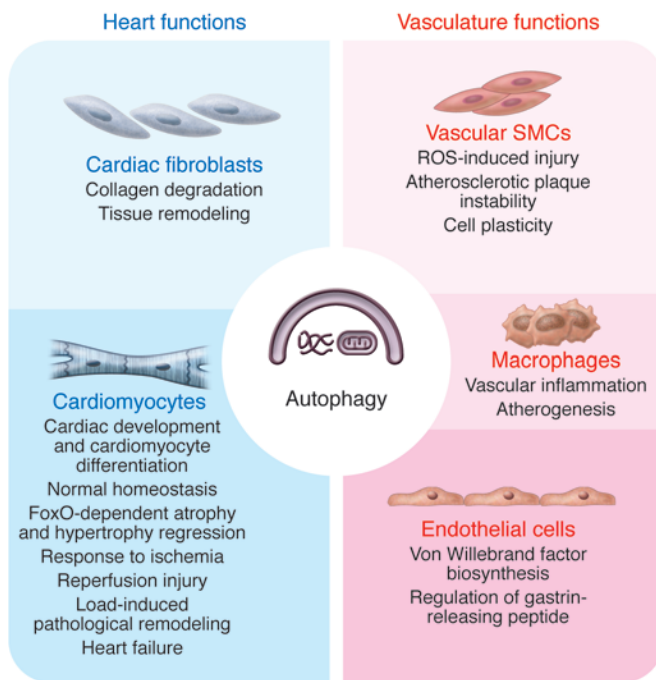 Heart functions
Vasculature functions
Cardiac fibroblasts
Collagen degradation
Tissue remodeling
Vascular SMCs
ROS-induced injury
Atherosclerotic plaque
instability
Cell plasticity
Autophagy
Macrophages
Vascular inflammation
Atherogenesis
Cardiomyocytes
Cardiac development
and cardiomyocyte
differentiation
Normal homeostasis
FoxO-dependent atrophy
and hypertrophy regression
Response to ischemia
Reperfusion injury
Load-induced
pathological remodeling
Heart failure
Endothelial cells
Von Willebrand factor
biosynthesis
Regulation of gastrin-
releasing peptide